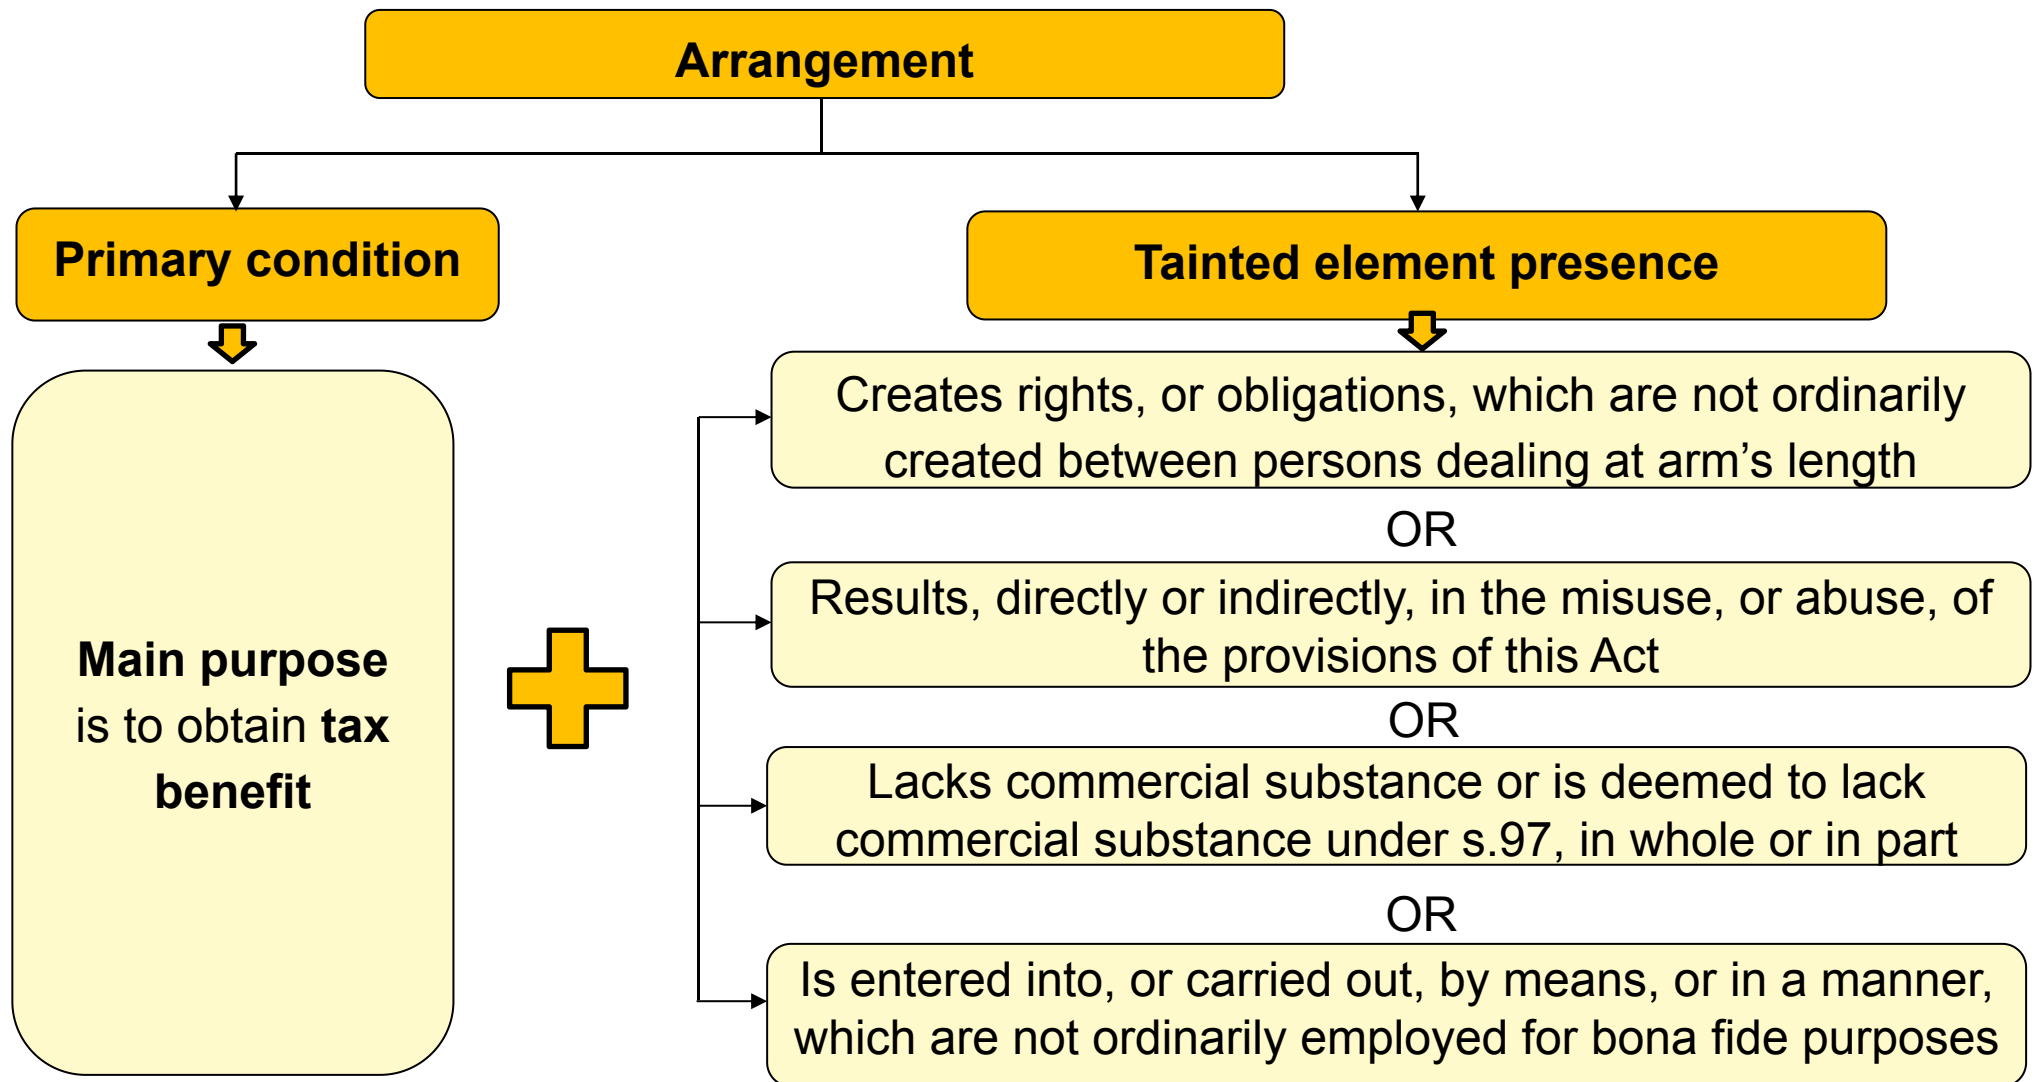 Arrangement
Primary condition
Tainted element presence
Main purpose
is to obtain tax
benefit
Creates rights, or obligations, which are not ordinarily
created between persons dealing at arm’s length
OR
Results, directly or indirectly, in the misuse, or abuse, of
the provisions of this Act
OR
Lacks commercial substance or is deemed to lack
commercial substance under s.97, in whole or in part
OR
Is entered into, or carried out, by means, or in a manner,
which are not ordinarily employed for bona fide purposes